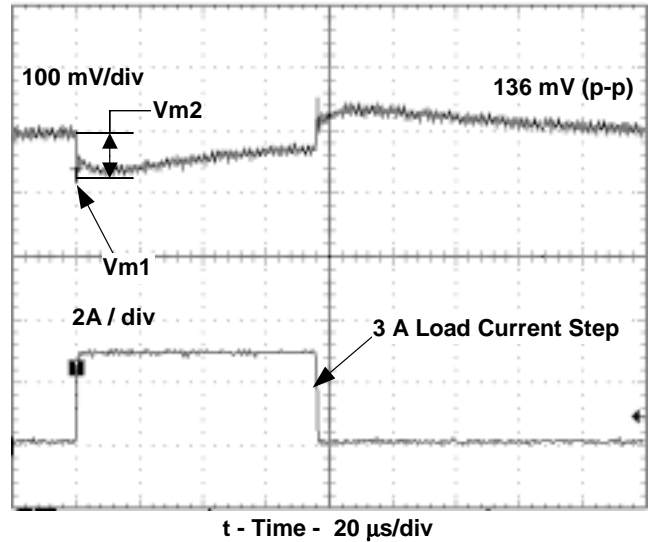 100 mV/div
136 mV (p-p)
Vm2
Vm1
2A / div
3 A Load Current Step
t - Time - 20 µs/div